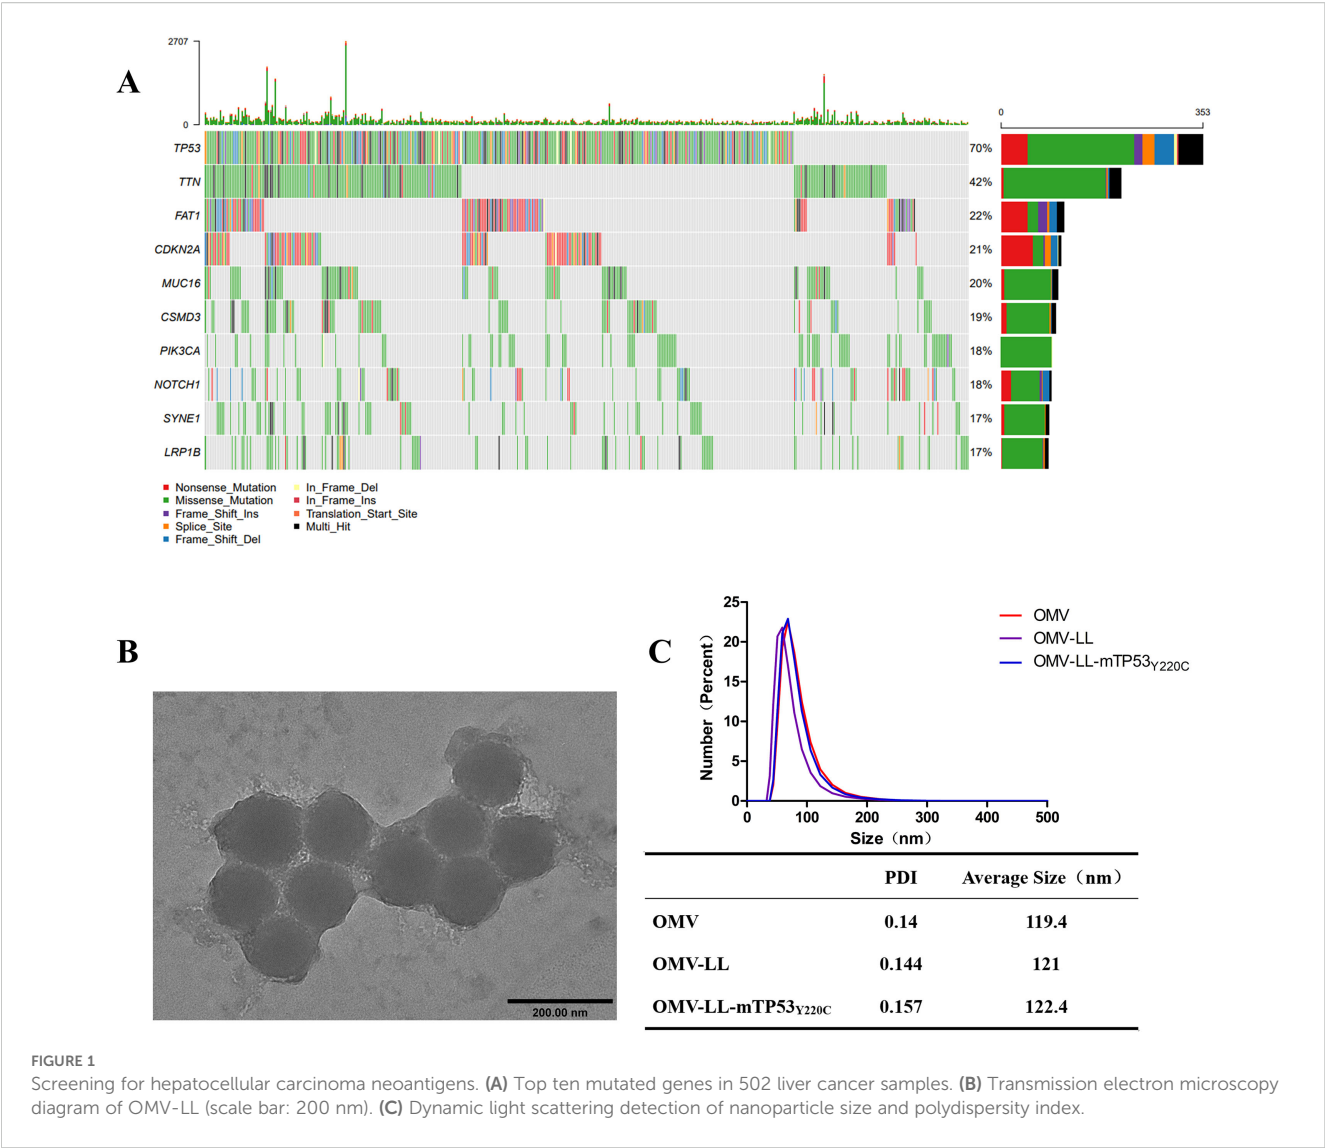 A
2707
0
0 353
TP53 70%
TTN 42%
FAT1 22%
CDKN2A 21%
MUC16 20%
CSMD3 19%
PIK3CA 18%
NOTCH1 18%
SYNE1 17%
LRP1B 17%
Nonsense_Mutation
Missense_Mutation
Frame_Shift_Ins
Splice_Site
Frame_Shift_Del
In_Frame_Del
In_Frame_Ins
Translation_Start_Site
Multi_Hit
B
200.00 nm
C
Number（Percent）
25
20
15
10
5
0
0 100 200 300 400 500
Size（nm）
OMV
OMV-LL
OMV-LL-mTP53Y220C
PDI Average Size（nm）
OMV 0.14 119.4
OMV-LL 0.144 121
OMV-LL-mTP53Y220C 0.157 122.4
FIGURE 1
Screening for hepatocellular carcinoma neoantigens. (A) Top ten mutated genes in 502 liver cancer samples. (B) Transmission electron microscopy
diagram of OMV-LL (scale bar: 200 nm). (C) Dynamic light scattering detection of nanoparticle size and polydispersity index.